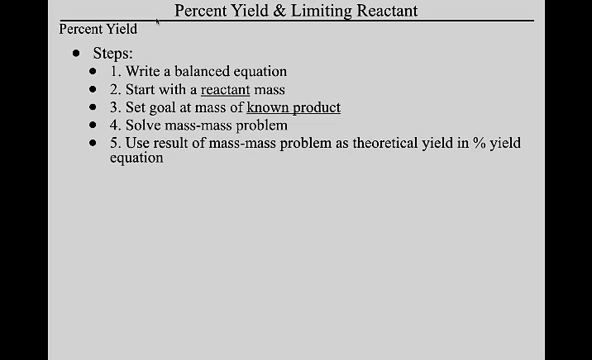 Percent Yield & Limiting Reactant
Percent Yield
• Steps:
• 1. Write a balanced equation
• 2. Start with a reactant mass
• 3. Set goal at mass of known product
• 4. Solve mass-mass problem
• 5. Use result of mass-mass problem as theoretical yield in % yield
equation